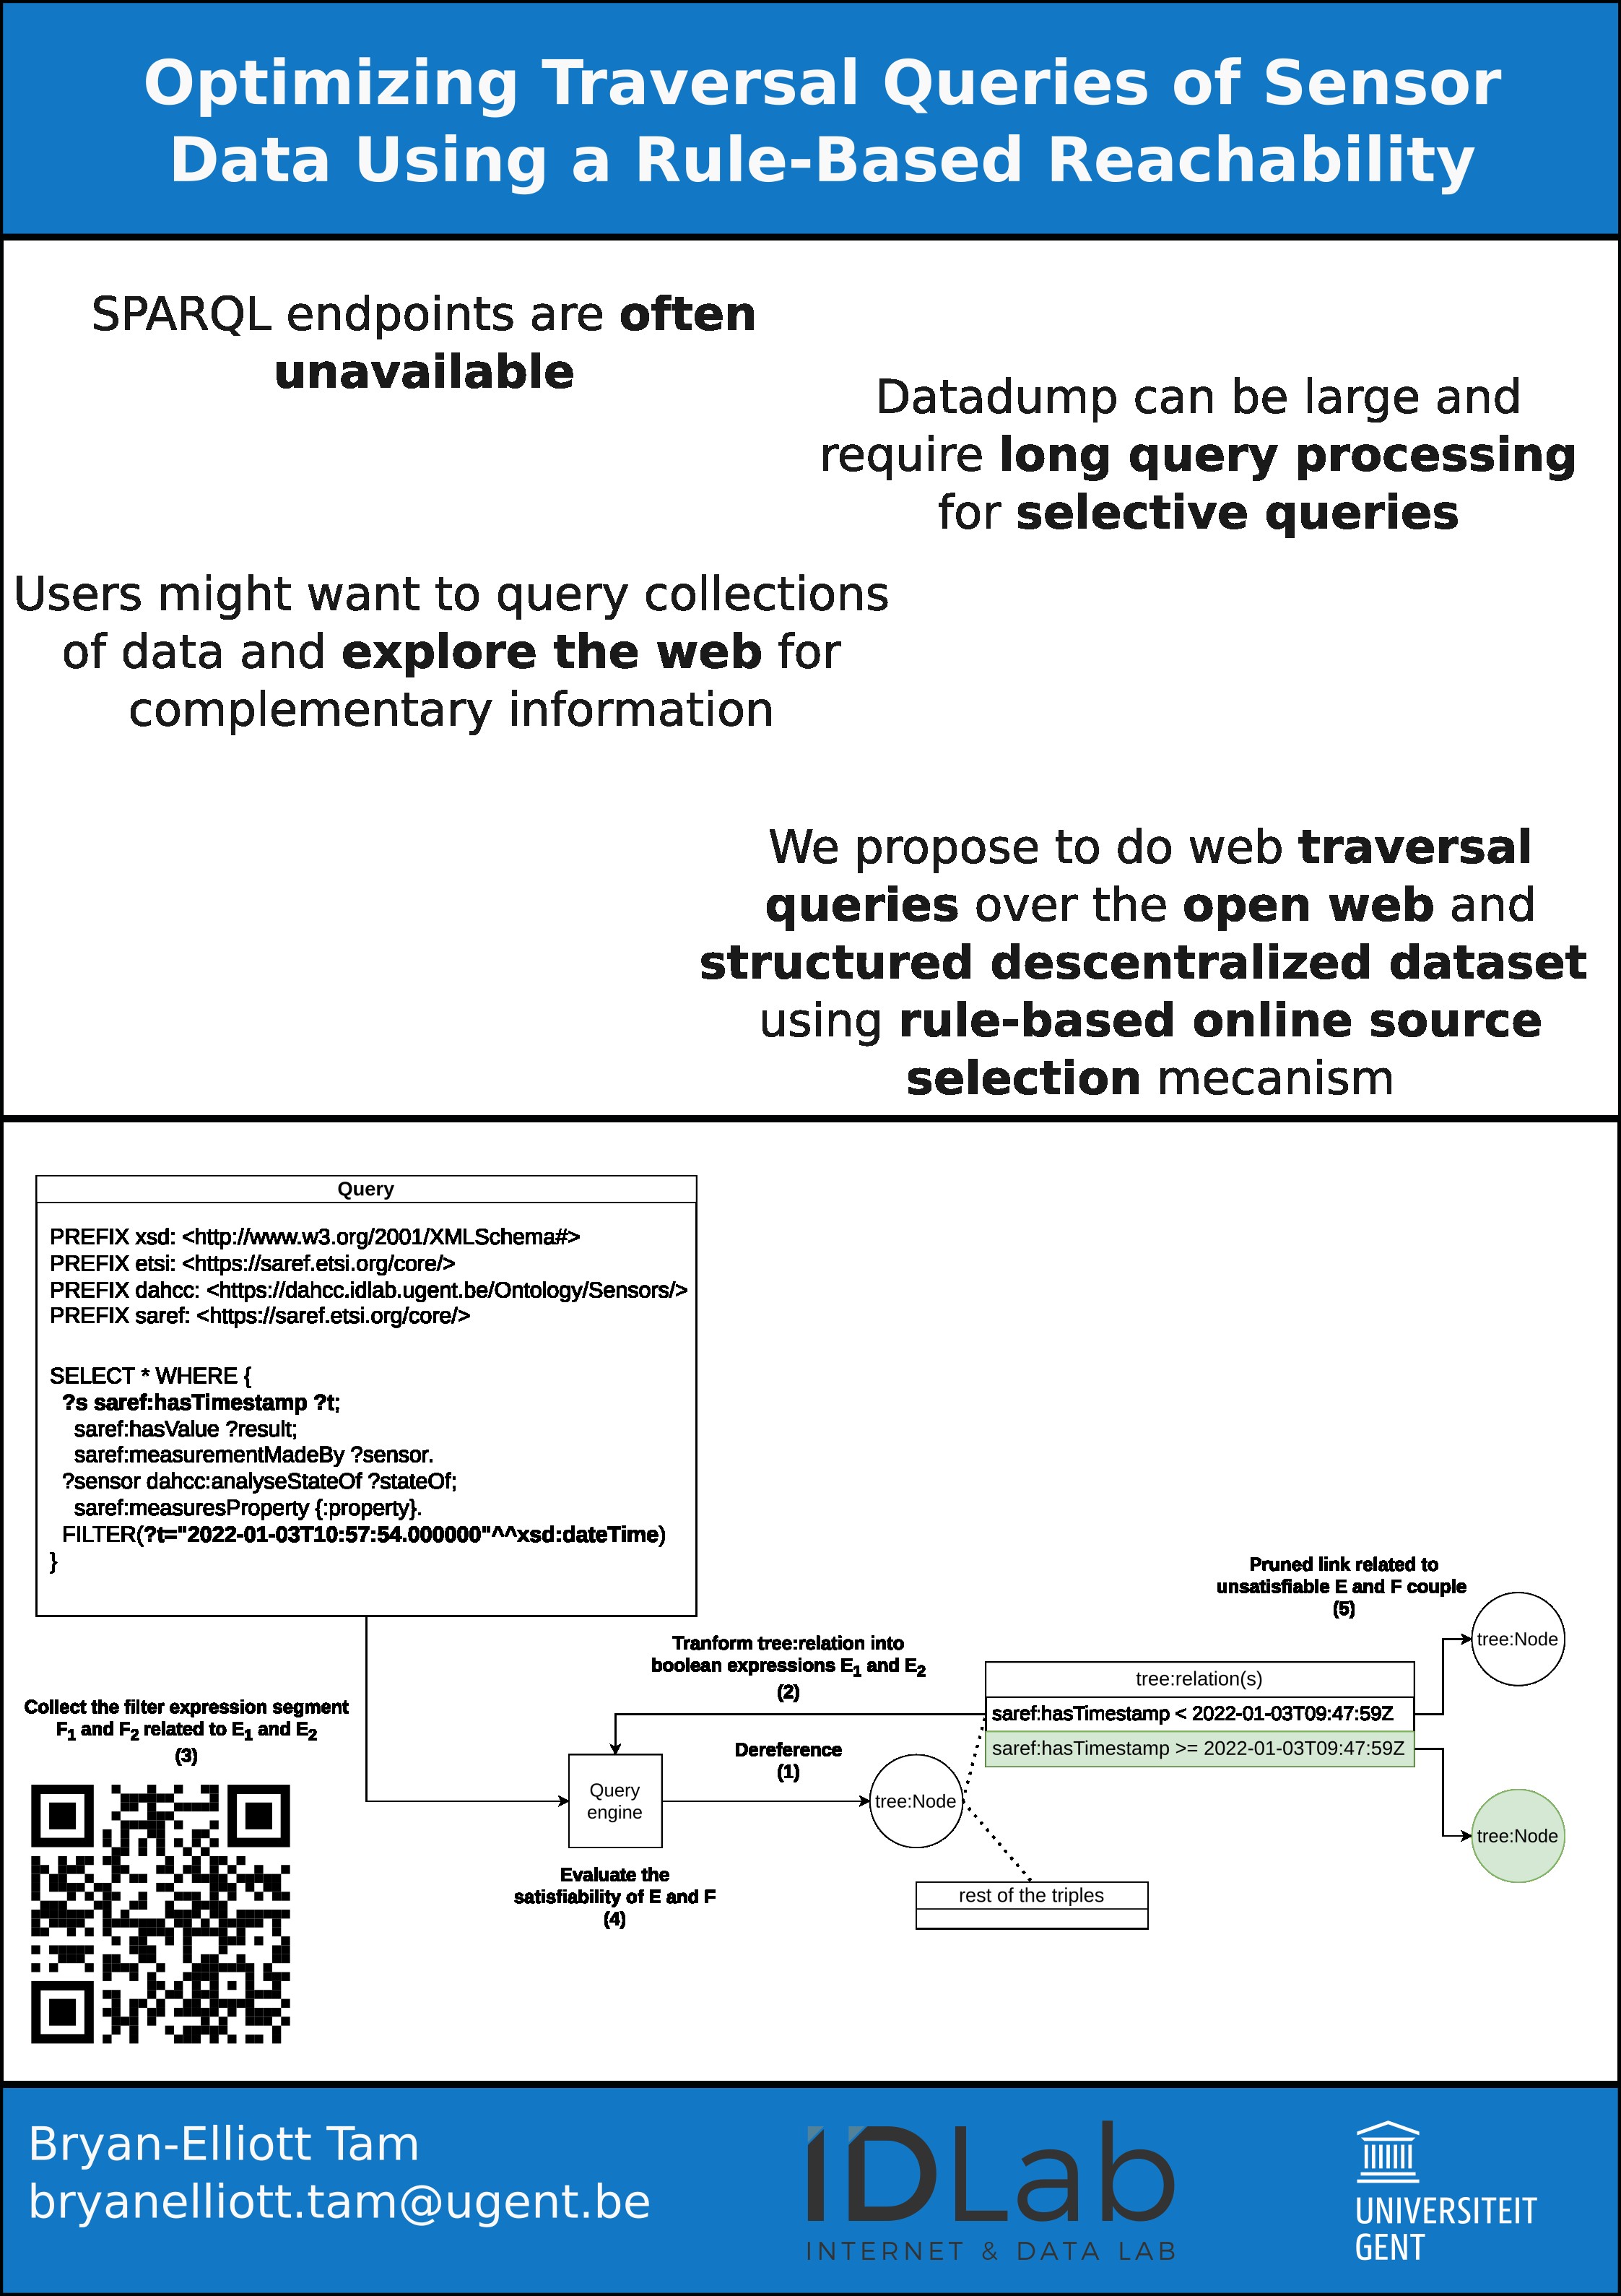 Optimizing Traversal Queries of Sensor
Data Using a Rule-Based Reachability
SPARQL endpoints are often
unavailable
Datadump can be large and
require long query processing
for selective queries
Users might want to query collections
of data and explore the web for
complementary information
We propose to do web traversal
queries over the open web and
structured descentralized dataset
using rule-based online source
selection mecanism
Query
PREFIX xsd: <http://www.w3.org/2001/XMLSchema#>
PREFIX etsi: <https://saref.etsi.org/core/>
PREFIX dahcc: <https://dahcc.idlab.ugent.be/Ontology/Sensors/>
PREFIX saref: <https://saref.etsi.org/core/>
SELECT * WHERE {
?s saref:hasTimestamp ?t;
saref:hasValue ?result;
saref:measurementMadeBy ?sensor.
?sensor dahcc:analyseStateOf ?stateOf;
saref:measuresProperty {:property}.
FILTER(?t="2022-01-03T10:57:54.000000"^^xsd:dateTime)
}
Pruned link related to
unsatisfiable E and F couple
(5)
tree:Node
Tranform tree:relation into
boolean expressions E1 and E2
(2)
tree:relation(s)
saref:hasTimestamp < 2022-01-03T09:47:59Z
saref:hasTimestamp >= 2022-01-03T09:47:59Z
Collect the filter expression segment
F1 and F2 related to E1 and E2
(3)
Dereference
(1)
Query
engine
tree:Node
tree:Node
Evaluate the
satisfiability of E and F
(4)
rest of the triples
Bryan-Elliott Tam
bryanelliott.tam@ugent.be
IDLab
INTERNET & DATA LAB
UNIVERSITEIT
GENT